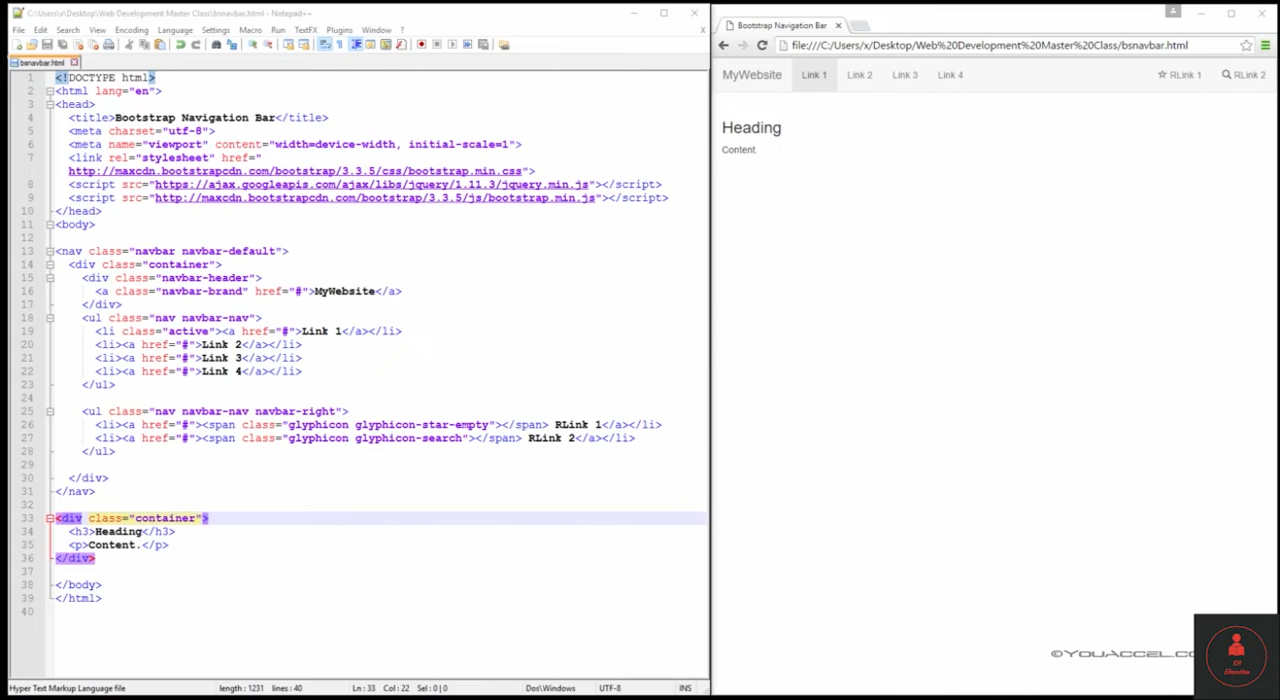 C:\Users\x\Desktop\Web Development Master Class\bsnavbar.html - Notepad++
File Edit Search View Encoding Language Settings Macro Run TextFX Plugins Window ? X
bsnavbar.html
1 <!DOCTYPE html>
2 <html lang="en">
3 <head>
4 <title>Bootstrap Navigation Bar</title>
5 <meta charset="utf-8">
6 <meta name="viewport" content="width=device-width, initial-scale=1">
7 <link rel="stylesheet" href="
http://maxcdn.bootstrapcdn.com/bootstrap/3.3.5/css/bootstrap.min.css">
8 <script src="https://ajax.googleapis.com/ajax/libs/jquery/1.11.3/jquery.min.js"></script>
9 <script src="http://maxcdn.bootstrapcdn.com/bootstrap/3.3.5/js/bootstrap.min.js"></script>
10 </head>
11 <body>
12
13 <nav class="navbar navbar-default">
14 <div class="container">
15 <div class="navbar-header">
16 <a class="navbar-brand" href="#">MyWebsite</a>
17 </div>
18 <ul class="nav navbar-nav">
19 <li class="active"><a href="#">Link 1</a></li>
20 <li><a href="#">Link 2</a></li>
21 <li><a href="#">Link 3</a></li>
22 <li><a href="#">Link 4</a></li>
23 </ul>
24
25 <ul class="nav navbar-nav navbar-right">
26 <li><a href="#"><span class="glyphicon glyphicon-star-empty"></span> RLink 1</a></li>
27 <li><a href="#"><span class="glyphicon glyphicon-search"></span> RLink 2</a></li>
28 </ul>
29
30 </div>
31 </nav>
32
33 <div class="container">
34 <h3>Heading</h3>
35 <p>Content.</p>
36 </div>
37
38 </body>
39 </html>
40
Hyper Text Markup Language file length : 1231 lines : 40 Ln : 33 Col : 22 Sel : 0 | 0 Dos\Windows UTF-8 INS
Bootstrap Navigation Bar
file:///C:/Users/x/Desktop/Web%20Development%20Master%20Class/bsnavbar.html
MyWebsite Link 1 Link 2 Link 3 Link 4 RLink 1 RLink 2
Heading
Content.
©YOUACCEL.CO
ER
Education